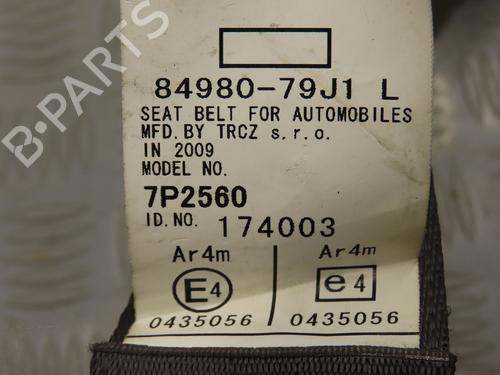 B-PARTS
84980-79J1 L
SEAT BELT FOR AUTOMOBILES
MFD. BY TRCZ s.r.o.
IN 2009
MODEL NO.
7P2560
ID.NO. 174003
Ar4m Ar4m
E4 e4
0435056 0435056